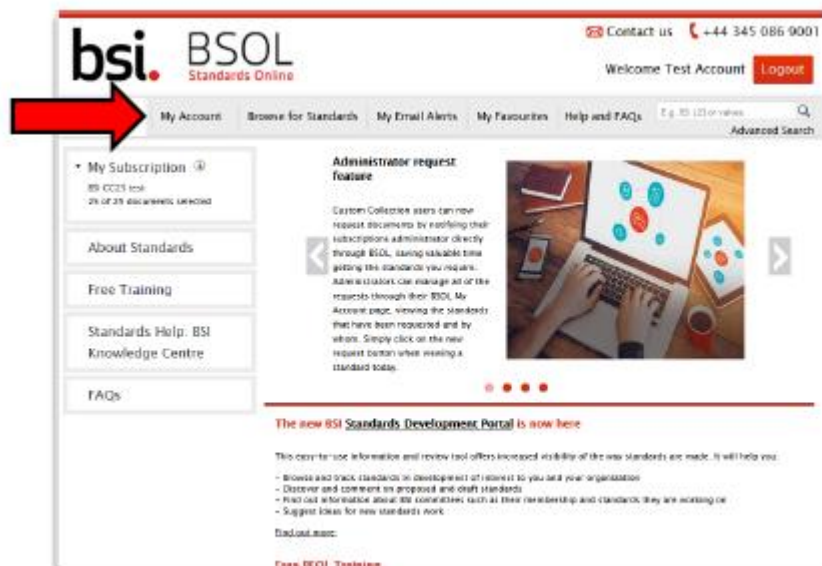 Contact us +44 345 086 9001
bsi. BSOL
Standards Online
Welcome Test Account Logout
My Account Browse for Standards My Email Alerts My Favourites Help and FAQs
Advanced Search
My Subscription
25 of 25 documents selected
About Standards
Free Training
Standards Help: BSI
Knowledge Centre
FAQs
Administrator request
feature
Custom Collection users can now
request documents by notifying their
subscriptions administrator directly
through BSOL, saving valuable time
getting the standards you require.
Administrators can manage all of the
requests through their BSOL My
Account page, viewing the standards
that have been requested and by
whom. Simply click on the new
request button when viewing a
standard today.
The new BSI Standards Development Portal is now here
This easy-to-use information and review tool offers increased visibility of the way standards are made. It will help you:
- Browse and track standards in development of interest to you and your organization
- Discover and comment on proposed and draft standards
- Find out information about BSI committees such as their membership and standards they are working on
- Suggest ideas for new standards work
Find out more
Free BSOL Training